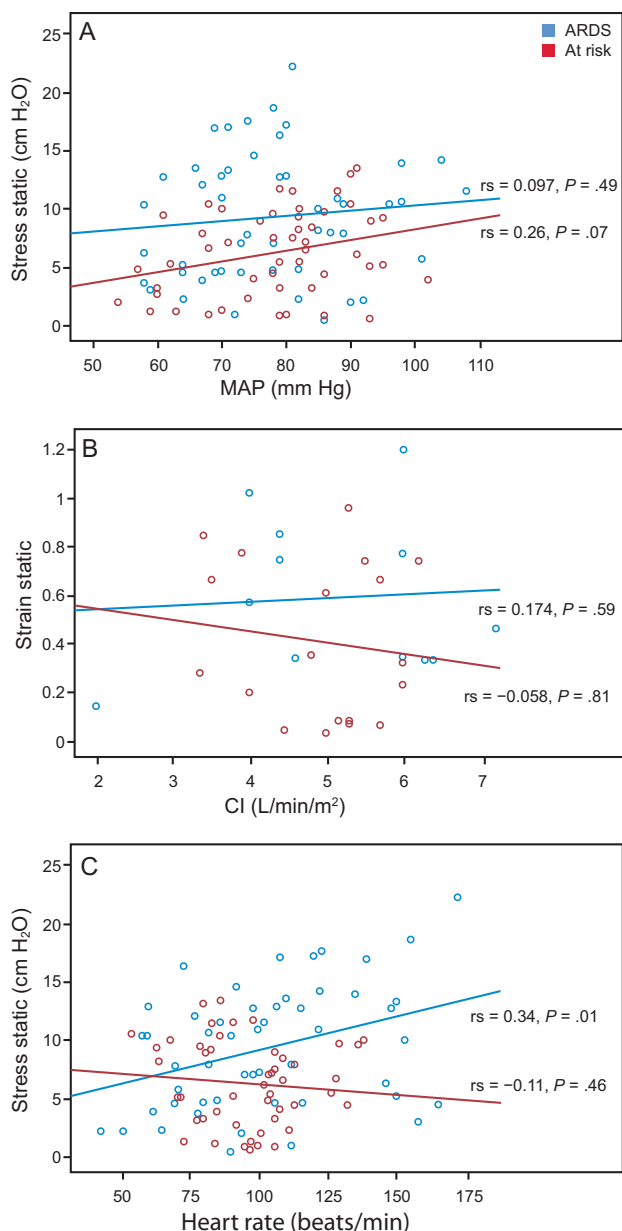 A
ARDS
At risk
25
20
15
10
5
0
Stress static (cm H₂O)
rs = 0.097, P = .49
rs = 0.26, P = .07
50 60 70 80 90 100 110
MAP (mm Hg)
B
1.2
1
0.8
0.6
0.4
0.2
0
Strain static
rs = 0.174, P = .59
rs = −0.058, P = .81
2 3 4 5 6 7
CI (L/min/m²)
C
25
20
15
10
5
0
Stress static (cm H₂O)
rs = 0.34, P = .01
rs = −0.11, P = .46
50 75 100 125 150 175
Heart rate (beats/min)